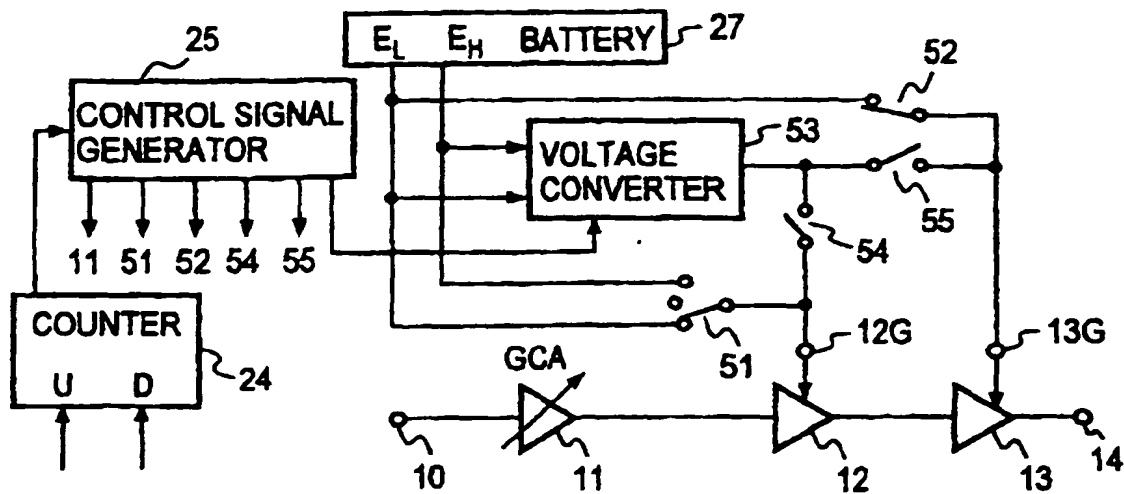 25
E_L E_H BATTERY
27
52
CONTROL SIGNAL
GENERATOR
VOLTAGE
CONVERTER
53
55
54
11 51 52 54 55
COUNTER
U D
24
51
12G
13G
GCA
10
11
12
13
14